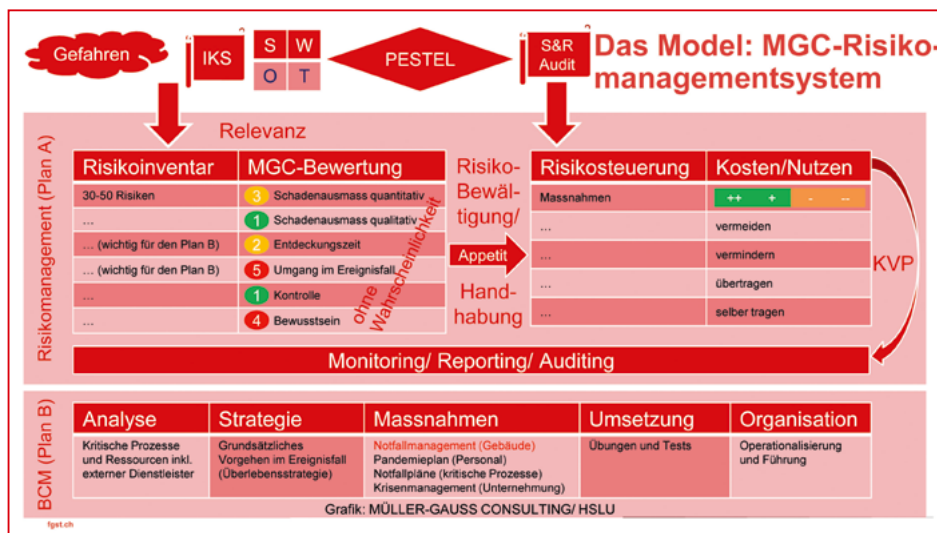 Gefahren
IKS
S W
O T
PESTEL
S&R
Audit
Das Model: MGC-Risiko-
managementsystem
Relevanz
Risikomanagement (Plan A)
Risikoinventar
MGC-Bewertung
30-50 Risiken
3 Schadenausmass quantitativ
...
1 Schadenausmass qualitativ
... (wichtig für den Plan B)
2 Entdeckungszeit
... (wichtig für den Plan B)
5 Umgang im Ereignisfall
...
1 Kontrolle
...
4 Bewusstsein
ohne
Wahrscheinlichkeit
Risiko-
Bewäl-
tigung/
Appetit
Hand-
habung
Risikosteuerung
Kosten/Nutzen
Massnahmen
++ + - --
...
vermeiden
...
vermindern
...
übertragen
...
selber tragen
KVP
Monitoring/ Reporting/ Auditing
BCM (Plan B)
Analyse
Kritische Prozesse
und Ressourcen inkl.
externer Dienstleister
Strategie
Grundsätzliches
Vorgehen im Ereignisfall
(Überlebensstrategie)
Massnahmen
Notfallmanagement (Gebäude)
Pandemieplan (Personal)
Notfallpläne (kritische Prozesse)
Krisenmanagement (Unternehmung)
Umsetzung
Übungen und Tests
Organisation
Operationalisierung
und Führung
Grafik: MÜLLER-GAUSS CONSULTING/ HSLU
fgst.ch